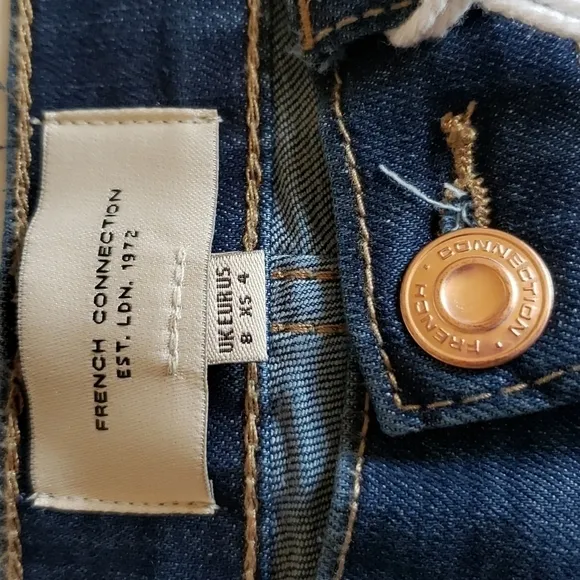 FRENCH CONNECTION
EST. LDN. 1972
UK EUR US
8 XS 4
· CONNECTION · FRENCH